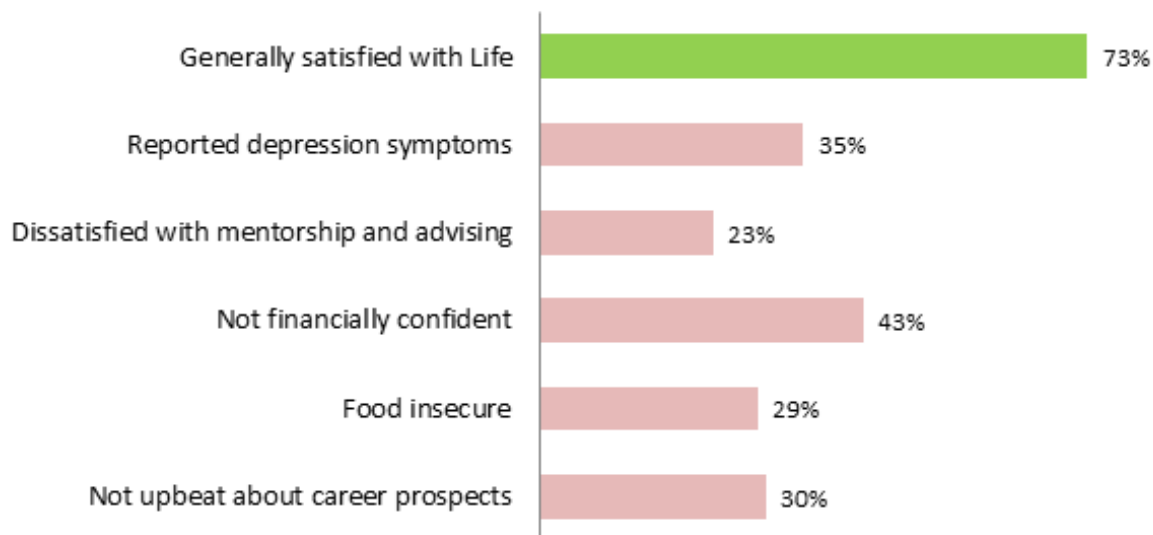 Generally satisfied with Life 73%
Reported depression symptoms 35%
Dissatisfied with mentorship and advising 23%
Not financially confident 43%
Food insecure 29%
Not upbeat about career prospects 30%